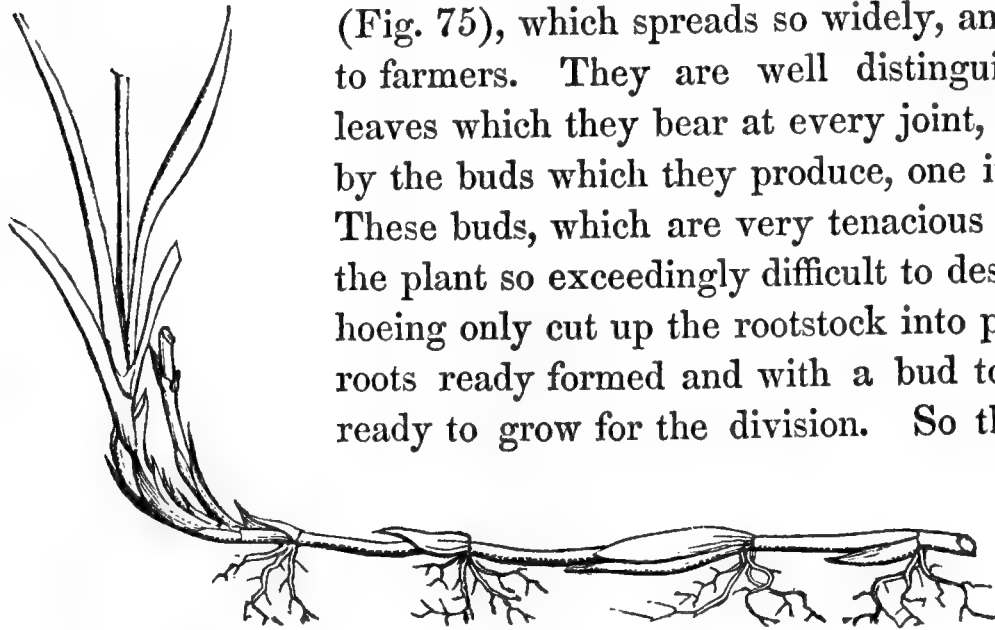 (Fig. 75), which spreads so widely, an
to farmers. They are well distingui
leaves which they bear at every joint,
by the buds which they produce, one i
These buds, which are very tenacious
the plant so exceedingly difficult to des
hoeing only cut up the rootstock into p
roots ready formed and with a bud to
ready to grow for the division. So th